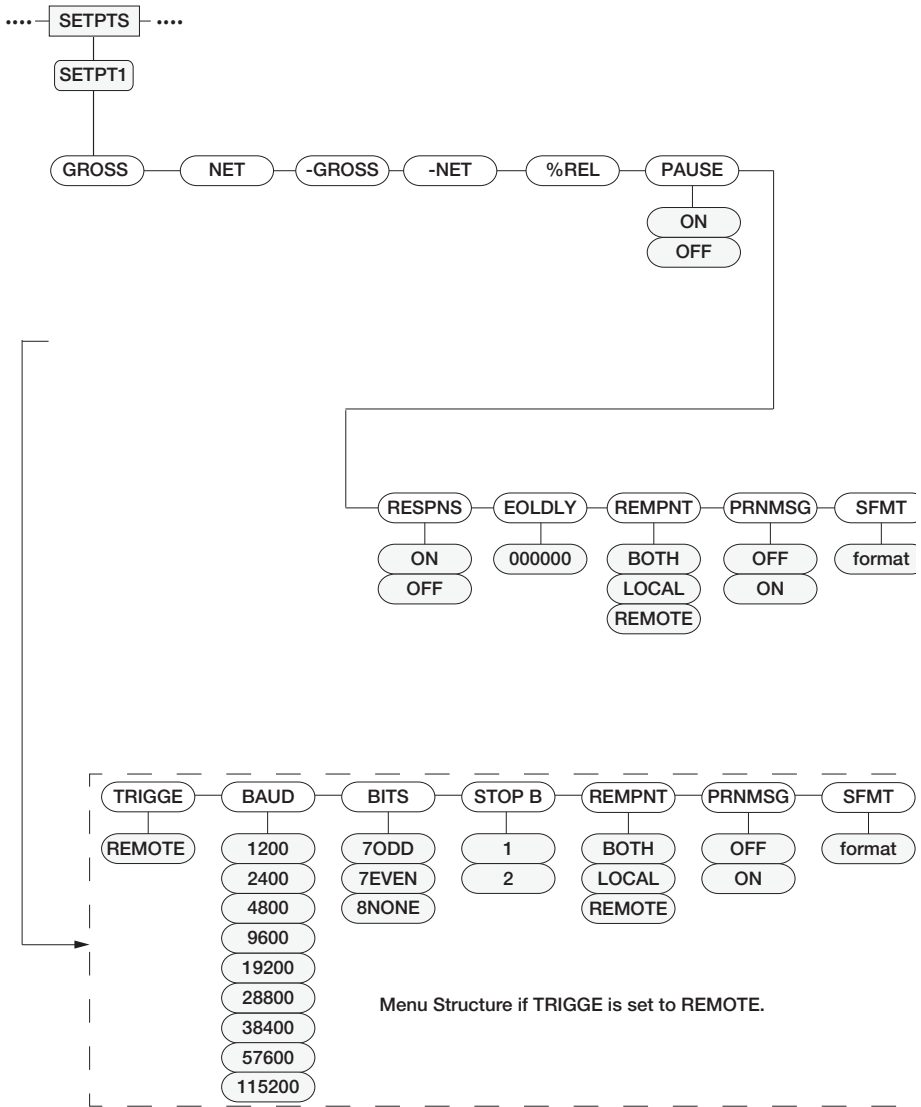 •••• SETPTS ••••
SETPT1
GROSS NET -GROSS -NET %REL PAUSE
ON
OFF
RESPNS EOLDLY REMPNT PRNMSG SFMT
ON 000000 BOTH OFF format
OFF LOCAL ON
REMOTE
TRIGGE BAUD BITS STOP B REMPNT PRNMSG SFMT
REMOTE 1200 7ODD 1 BOTH OFF format
2400 7EVEN 2 LOCAL ON
4800 8NONE REMOTE
9600
19200
28800
38400
57600
115200
Menu Structure if TRIGGE is set to REMOTE.